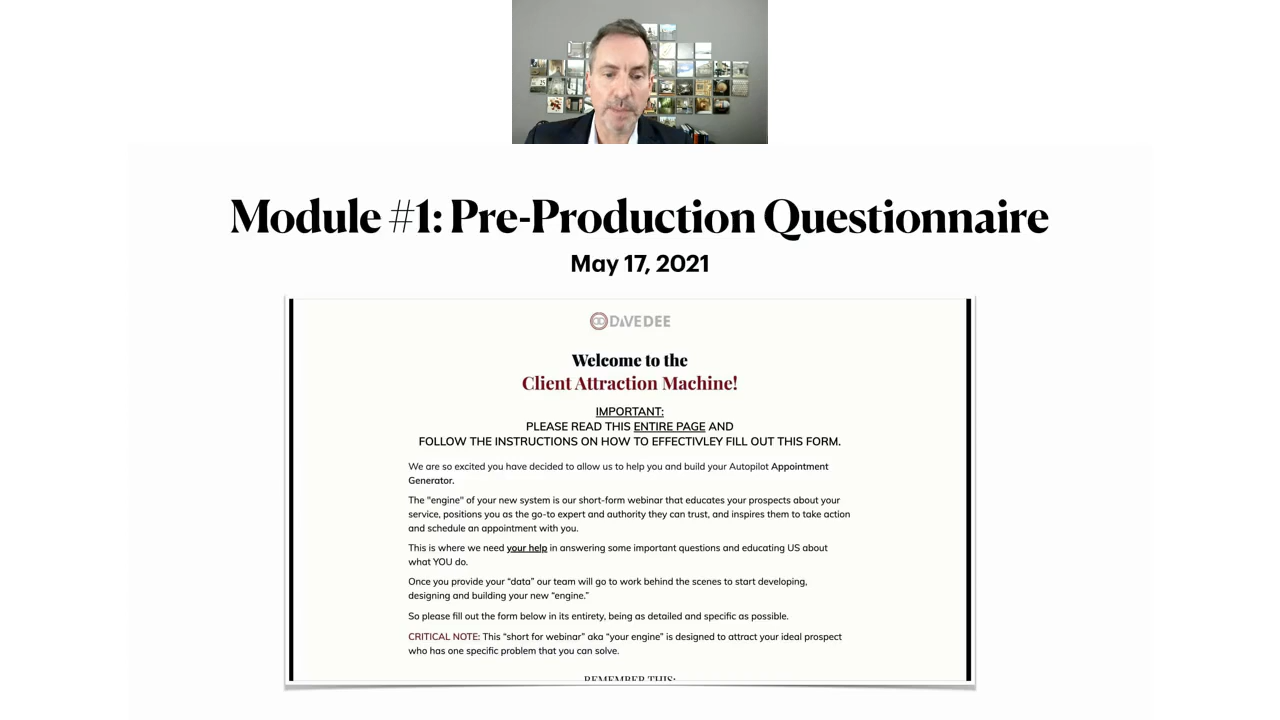 Module #1: Pre-Production Questionnaire
May 17, 2021
DAVE DEE
Welcome to the
Client Attraction Machine!
IMPORTANT:
PLEASE READ THIS ENTIRE PAGE AND
FOLLOW THE INSTRUCTIONS ON HOW TO EFFECTIVLEY FILL OUT THIS FORM.
We are so excited you have decided to allow us to help you and build your Autopilot Appointment
Generator.
The "engine" of your new system is our short-form webinar that educates your prospects about your
service, positions you as the go-to expert and authority they can trust, and inspires them to take action
and schedule an appointment with you.
This is where we need your help in answering some important questions and educating US about
what YOU do.
Once you provide your “data” our team will go to work behind the scenes to start developing,
designing and building your new “engine.”
So please fill out the form below in its entirety, being as detailed and specific as possible.
CRITICAL NOTE: This “short for webinar” aka “your engine” is designed to attract your ideal prospect
who has one specific problem that you can solve.
REMEMBER THIS: